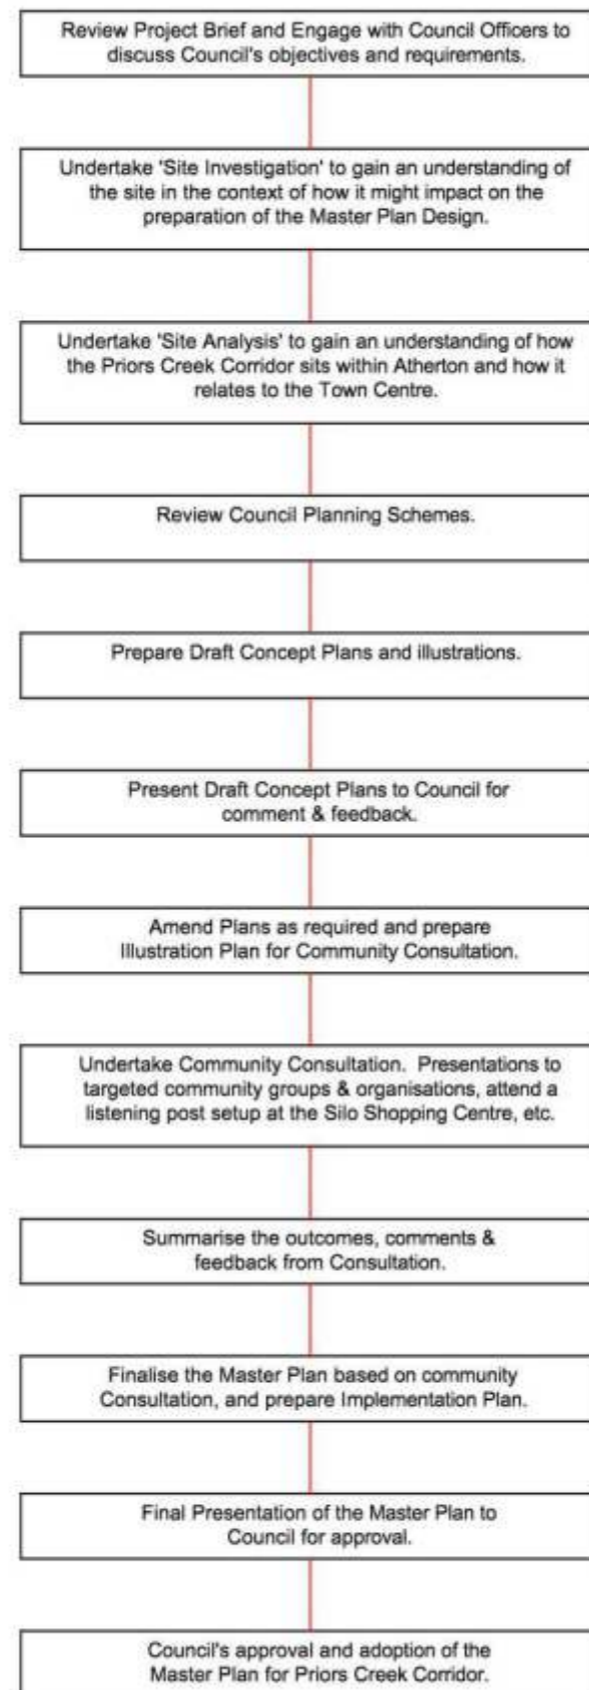 Review Project Brief and Engage with Council Officers to
discuss Council's objectives and requirements.
Undertake 'Site Investigation' to gain an understanding of
the site in the context of how it might impact on the
preparation of the Master Plan Design.
Undertake 'Site Analysis' to gain an understanding of how
the Priors Creek Corridor sits within Atherton and how it
relates to the Town Centre.
Review Council Planning Schemes.
Prepare Draft Concept Plans and illustrations.
Present Draft Concept Plans to Council for
comment & feedback.
Amend Plans as required and prepare
Illustration Plan for Community Consultation.
Undertake Community Consultation.  Presentations to
targeted community groups & organisations, attend a
listening post setup at the Silo Shopping Centre, etc.
Summarise the outcomes, comments &
feedback from Consultation.
Finalise the Master Plan based on community
Consultation, and prepare Implementation Plan.
Final Presentation of the Master Plan to
Council for approval.
Council's approval and adoption of the
Master Plan for Priors Creek Corridor.